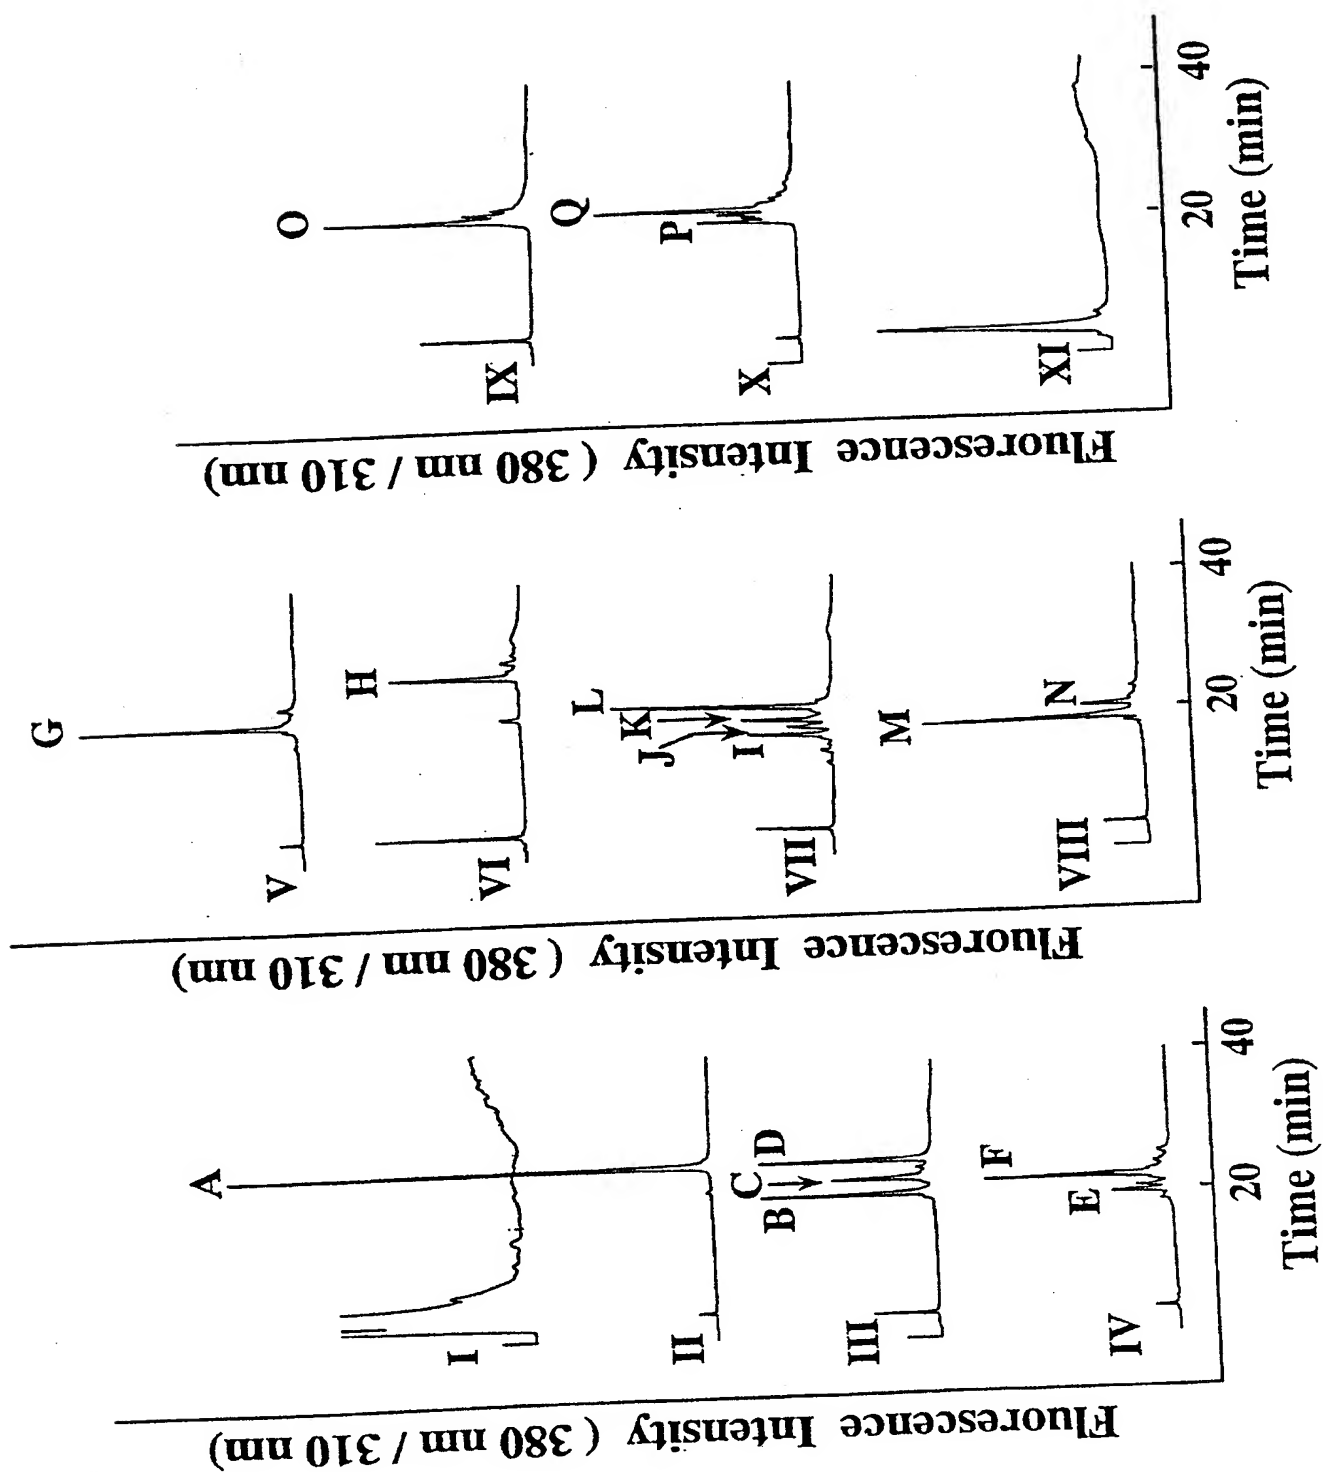 Fluorescence Intensity ( 380 nm / 310 nm)
I
II
III
IV
A
B
C
D
E
F
20
40
Time (min)
Fluorescence Intensity ( 380 nm / 310 nm)
V
VI
VII
VIII
G
H
I
J
K
L
M
N
20
40
Time (min)
Fluorescence Intensity ( 380 nm / 310 nm)
IX
X
XI
O
P
Q
20
40
Time (min)